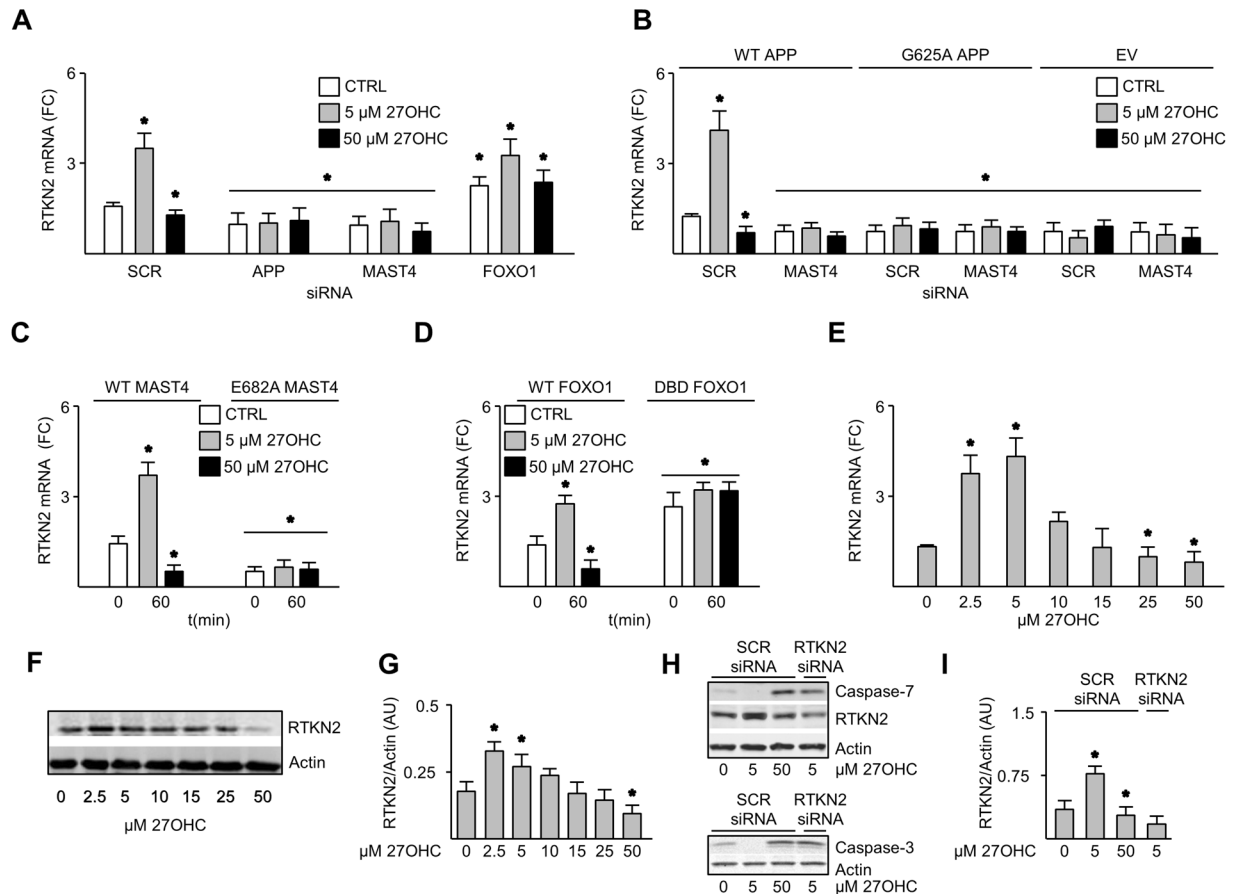 A
6
3
RTKN2 mRNA (FC)
CTRL
5 µM 27OHC
50 µM 27OHC
*
*
*
*
*
*
SCR
APP
MAST4
FOXO1
siRNA
B
WT APP
G625A APP
EV
6
3
RTKN2 mRNA (FC)
CTRL
5 µM 27OHC
50 µM 27OHC
*
*
*
SCR
MAST4
SCR
MAST4
SCR
MAST4
siRNA
C
WT MAST4
E682A MAST4
6
3
RTKN2 mRNA (FC)
CTRL
5 µM 27OHC
50 µM 27OHC
*
*
*
0
60
0
60
t(min)
D
WT FOXO1
DBD FOXO1
6
3
RTKN2 mRNA (FC)
*
*
*
0
60
0
60
t(min)
E
6
3
RTKN2 mRNA (FC)
*
*
*
*
0 2.5 5 10 15 25 50
µM 27OHC
F
RTKN2
Actin
0 2.5 5 10 15 25 50
µM 27OHC
G
0.5
0.25
RTKN2/Actin (AU)
*
*
*
µM 27OHC 0 2.5 5 10 15 25 50
H
SCR
siRNA
RTKN2
siRNA
Caspase-7
RTKN2
Actin
0 5 50 5 µM 27OHC
SCR
siRNA
RTKN2
siRNA
Caspase-3
Actin
0 5 50 5 µM 27OHC
I
SCR
siRNA
RTKN2
siRNA
1.5
0.75
RTKN2/Actin (AU)
*
*
µM 27OHC 0 5 50 5